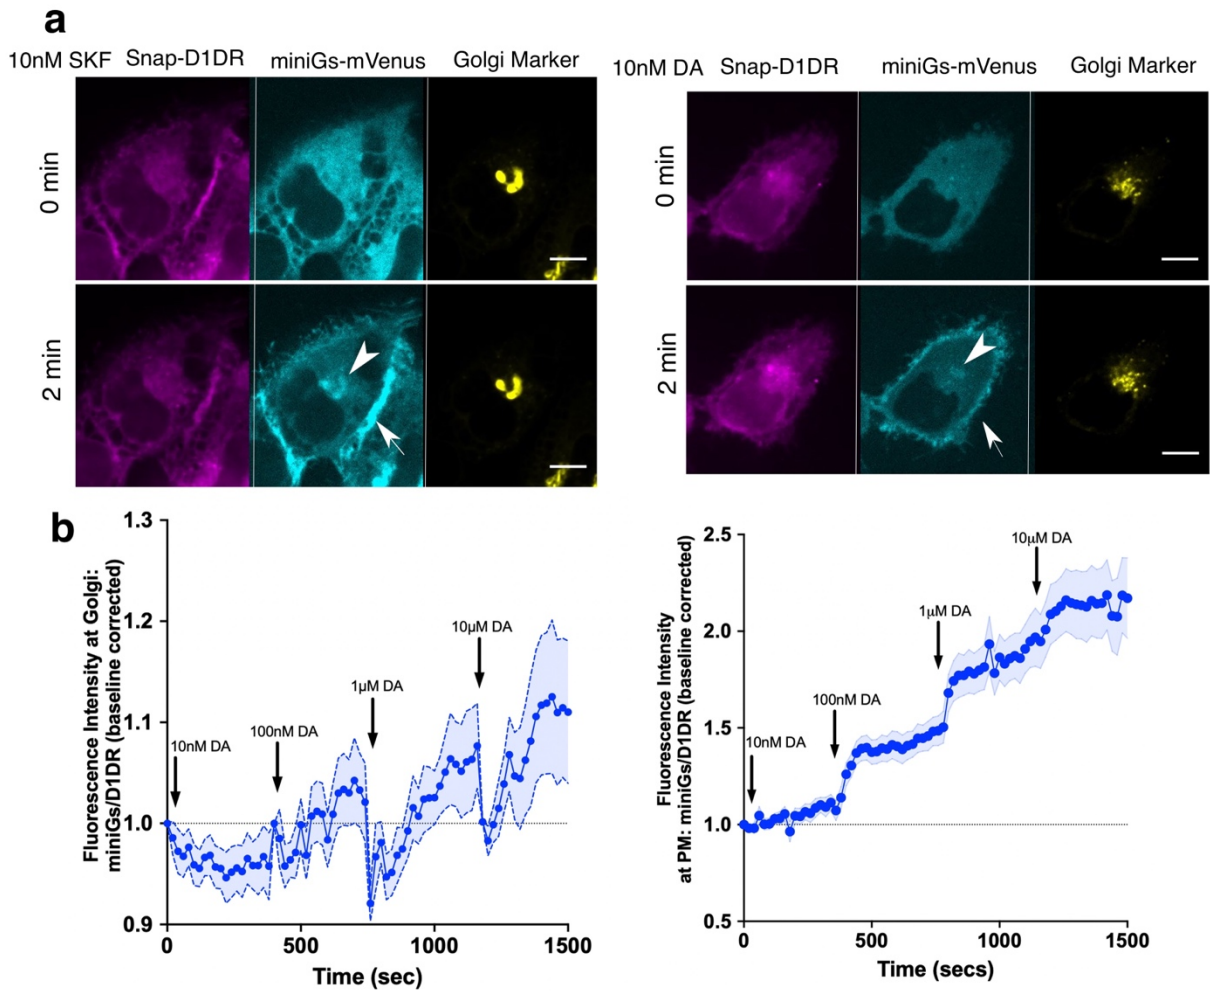 a
10nM SKF Snap-D1DR miniGs-mVenus Golgi Marker
0 min
2 min
10nM DA Snap-D1DR miniGs-mVenus Golgi Marker
0 min
2 min
b
Fluorescence Intensity at Golgi:
miniGs/D1DR (baseline corrected)
1.3
1.2
1.1
1.0
0.9
10nM DA
100nM DA
1µM DA
10µM DA
0 500 1000 1500
Time (sec)
Fluorescence Intensity
at PM: miniGs/D1DR (baseline corrected)
2.5
2.0
1.5
1.0
0.5
10nM DA
100nM DA
1µM DA
10µM DA
0 500 1000 1500
Time (secs)